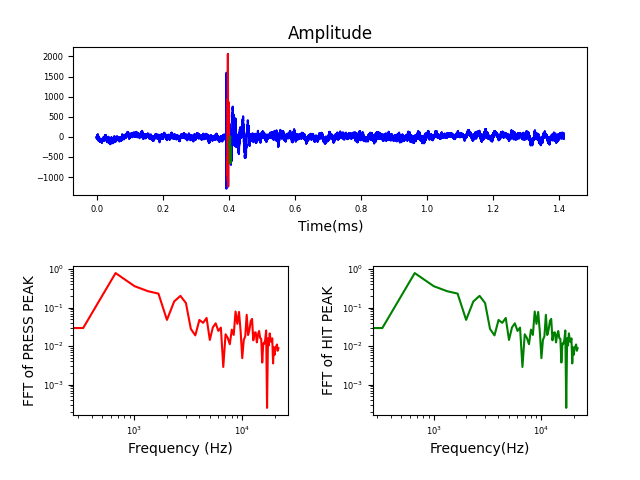 Amplitude
2000
1500
1000
500
0
−500
−1000
0.0 0.2 0.4 0.6 0.8 1.0 1.2 1.4
Time(ms)
FFT of PRESS PEAK
10⁰
10⁻¹
10⁻²
10⁻³
10³ 10⁴
Frequency (Hz)
FFT of HIT PEAK
10⁰
10⁻¹
10⁻²
10⁻³
10³ 10⁴
Frequency(Hz)